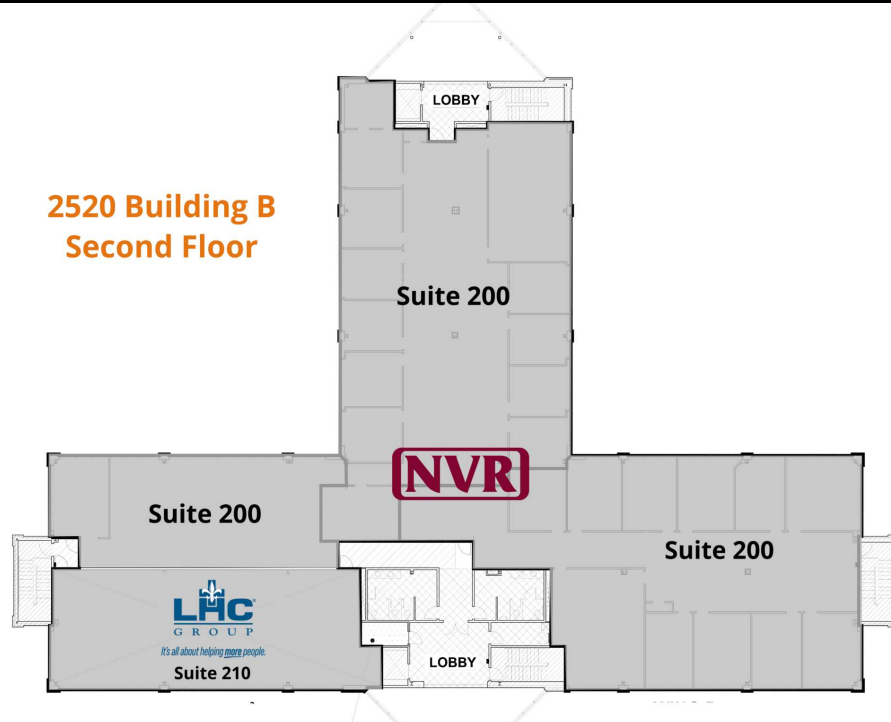 LOBBY
2520 Building B
Second Floor
Suite 200
NVR
Suite 200
Suite 200
LHC
GROUP
It's all about helping more people.
Suite 210
LOBBY